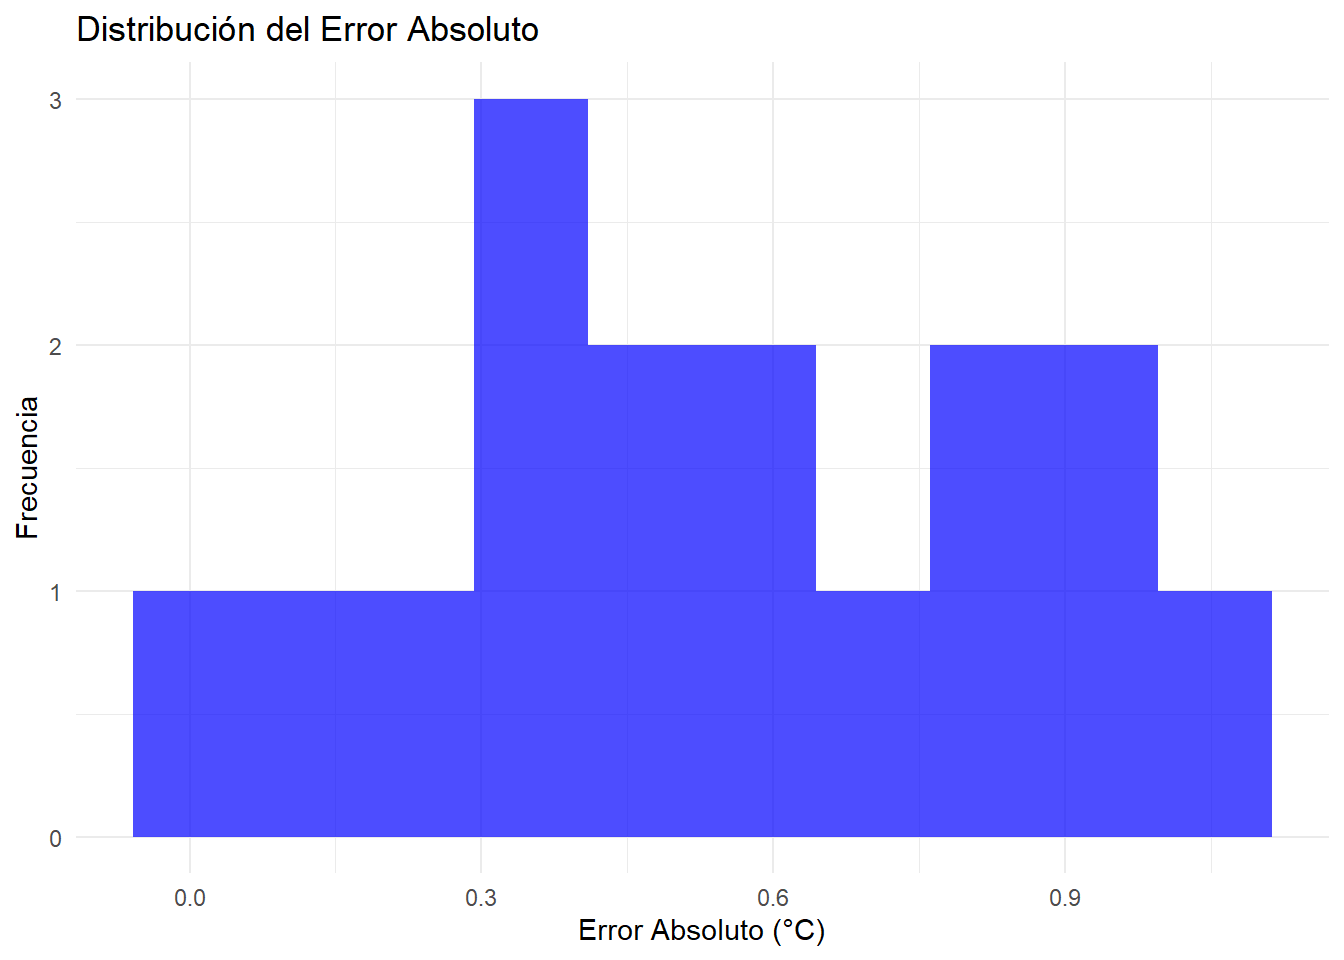 Distribución del Error Absoluto
Frecuencia
3
2
1
0
0.0 0.3 0.6 0.9
Error Absoluto (°C)